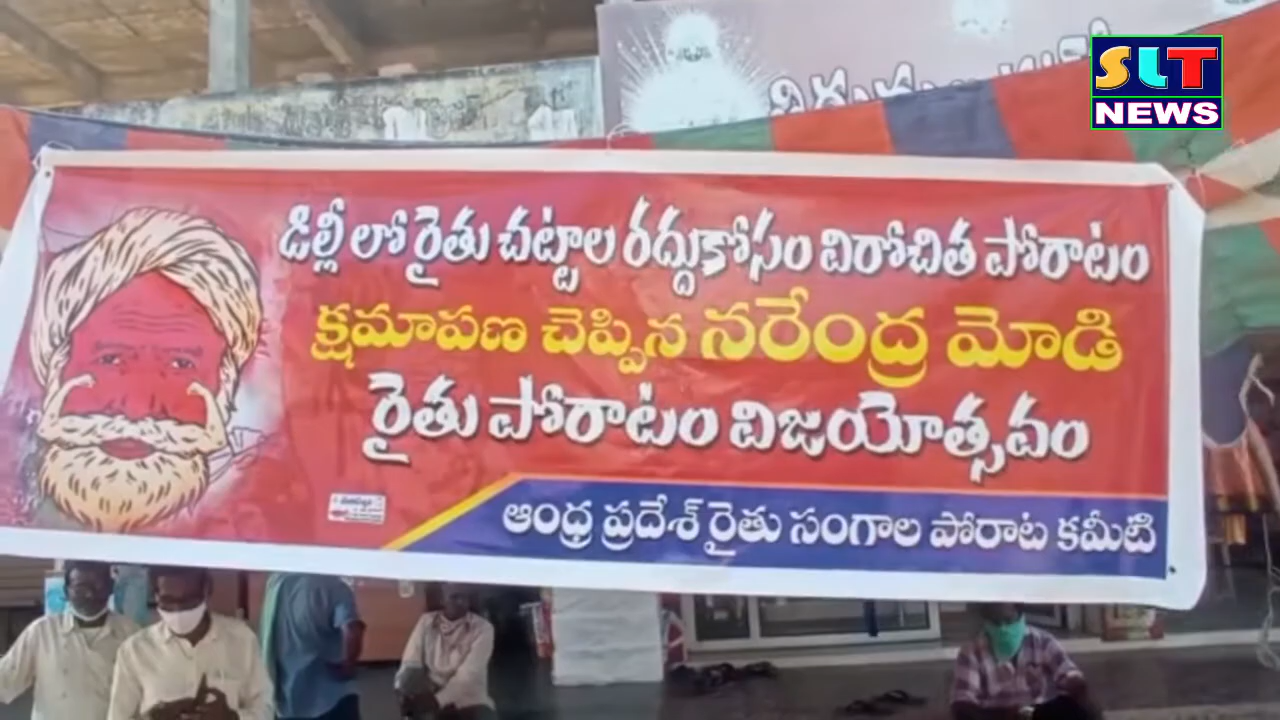 SLT
NEWS
డిల్లీ లో రైతు చట్టాల రద్దుకోసం విరోచిత పోరాటం
క్షమాపణ చెప్పిన నరేంద్ర మోడి
రైతు పోరాటం విజయోత్సవం
ఆంధ్ర ప్రదేశ్ రైతు సంగాల పోరాట కమీటి